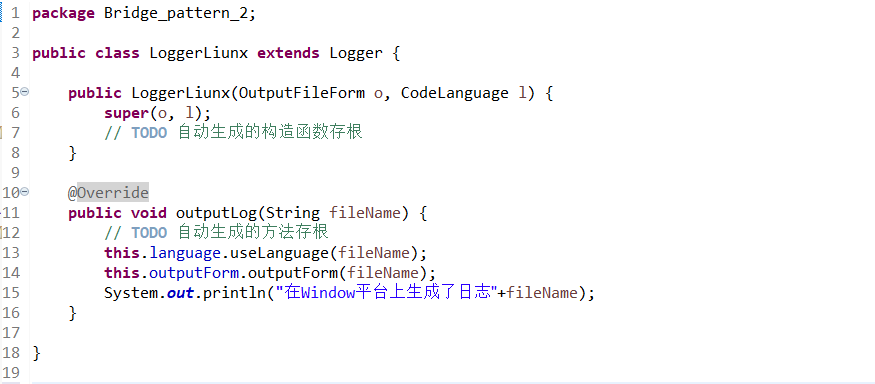 1 package Bridge_pattern_2;
2
3 public class LoggerLiunx extends Logger {
4
5 public LoggerLiunx(OutputFileForm o, CodeLanguage l) {
6 super(o, l);
7 // TODO 自动生成的构造函数存根
8 }
9
10 @Override
11 public void outputLog(String fileName) {
12 // TODO 自动生成的方法存根
13 this.language.useLanguage(fileName);
14 this.outputForm.outputForm(fileName);
15 System.out.println("在Window平台上生成了日志"+fileName);
16 }
17
18 }
19